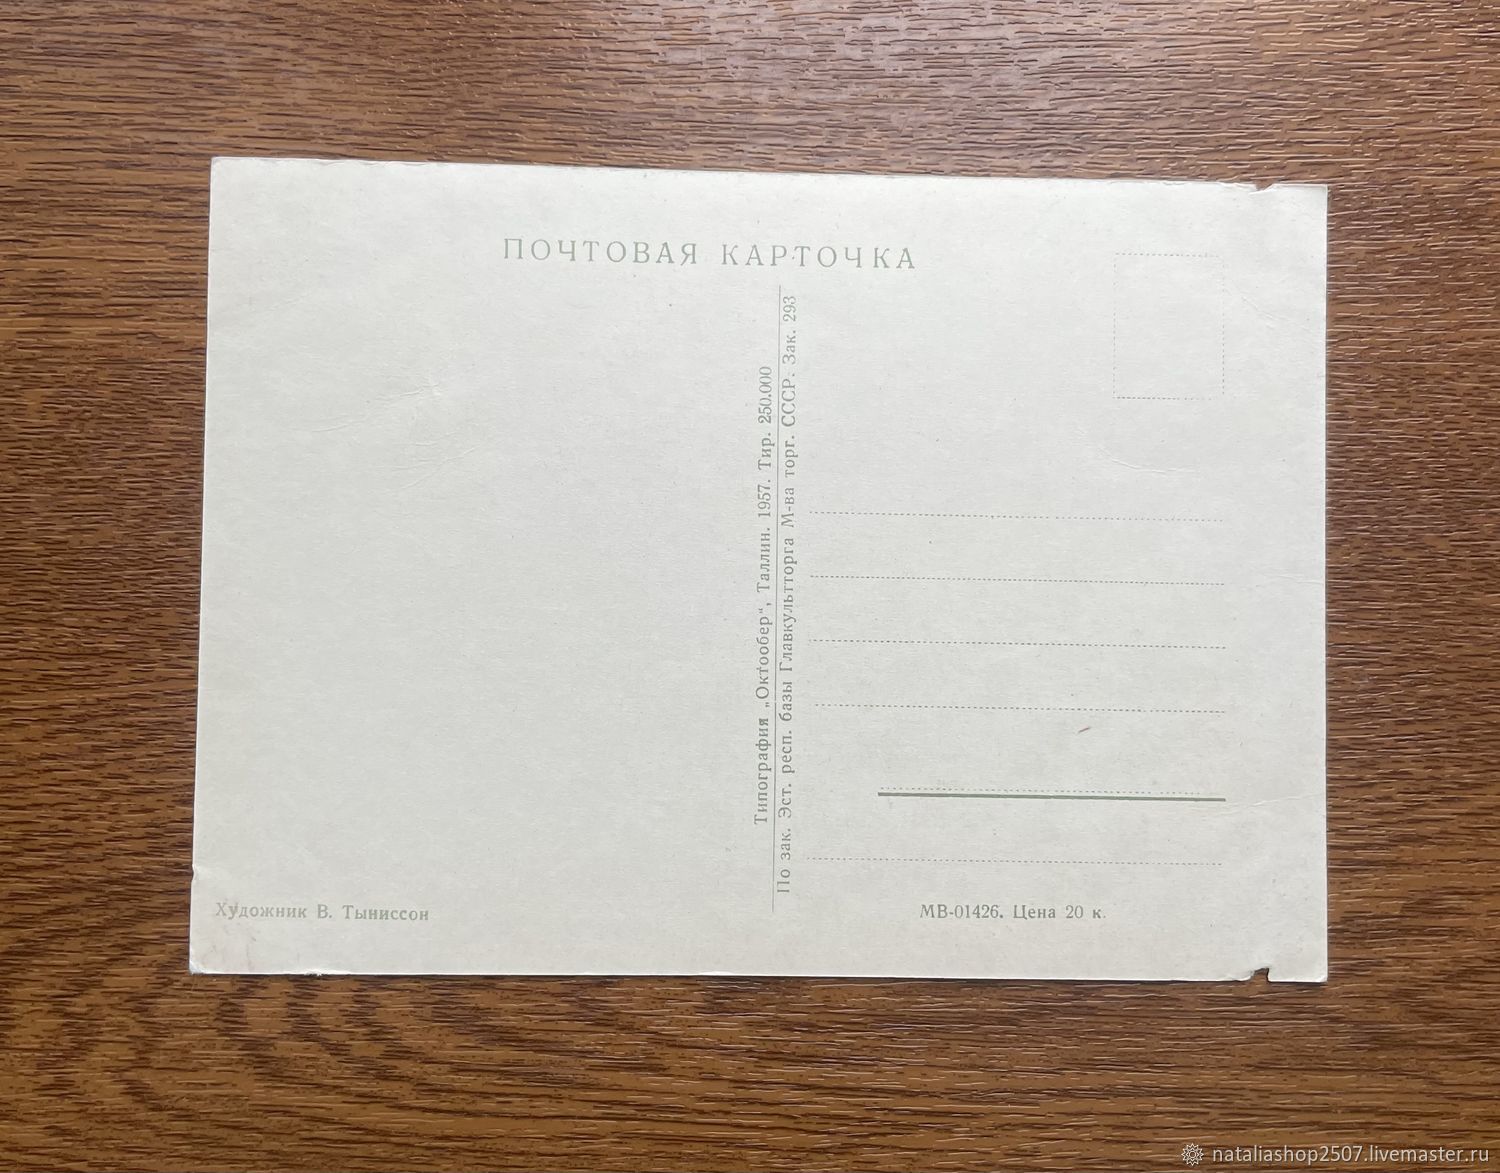 ПОЧТОВАЯ КАРТОЧКА
Типография „Октообер“, Таллин. 1957. Тир. 250.000
По зак. Эст. респ. базы Главкультторга М-ва торг. СССР. Зак. 293
Художник В. Тыниссон
МВ-01426. Цена 20 к.
nataliashop2507.livemaster.ru